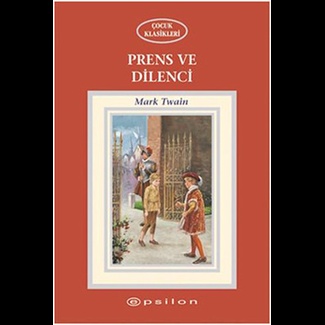 ÇOCUK
KLASİKLERİ
PRENS VE
DİLENCİ
Mark Twain
epsilon